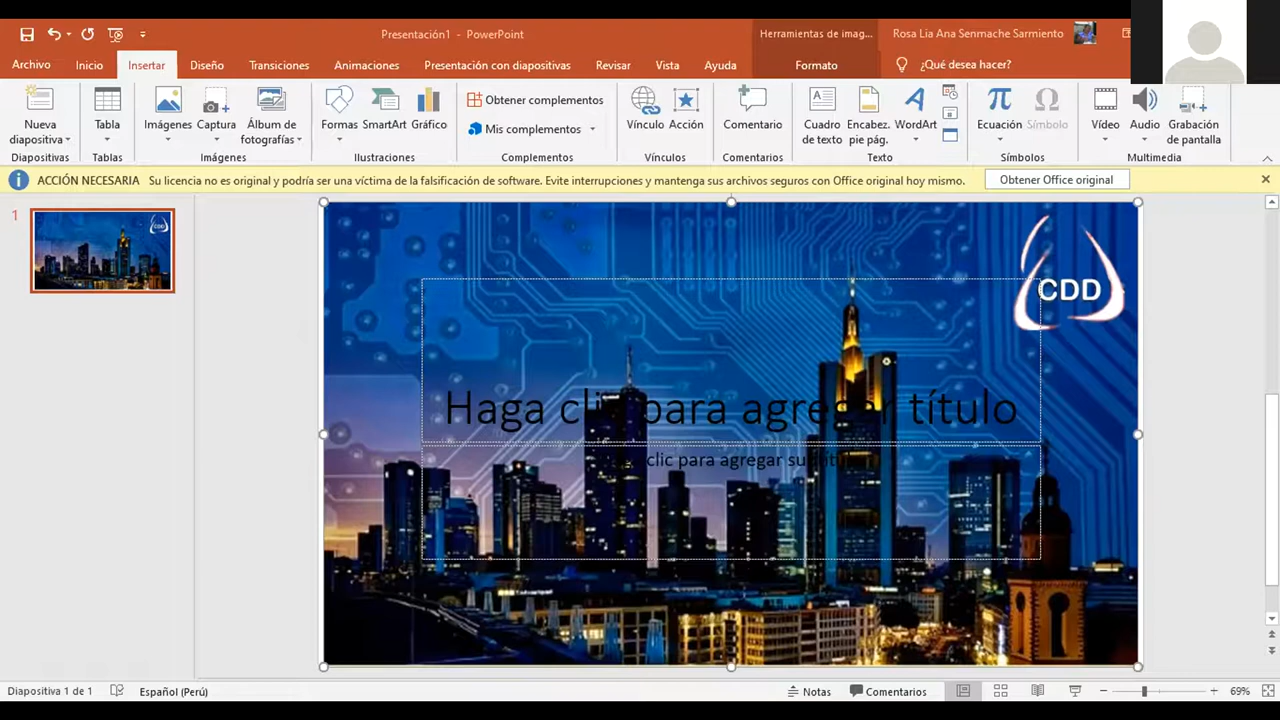 Presentación1 - PowerPoint
Herramientas de imag...
Rosa Lia Ana Senmache Sarmiento
Archivo
Inicio
Insertar
Diseño
Transiciones
Animaciones
Presentación con diapositivas
Revisar
Vista
Ayuda
Formato
¿Qué desea hacer?
Nueva diapositiva
Tabla
Imágenes
Captura
Álbum de fotografías
Formas
SmartArt
Gráfico
Obtener complementos
Mis complementos
Vínculo
Acción
Comentario
Cuadro de texto
Encabez. pie pág.
WordArt
Ecuación
Símbolo
Video
Audio
Grabación de pantalla
Diapositivas
Tablas
Imágenes
Ilustraciones
Complementos
Vínculos
Comentarios
Texto
Símbolos
Multimedia
ACCIÓN NECESARIA Su licencia no es original y podría ser una víctima de la falsificación de software. Evite interrupciones y mantenga sus archivos seguros con Office original hoy mismo.
Obtener Office original
1
CDD
CDD
Haga clic para agregar título
clic para agregar subtítulo
Diapositiva 1 de 1
Español (Perú)
Notas
Comentarios
69%